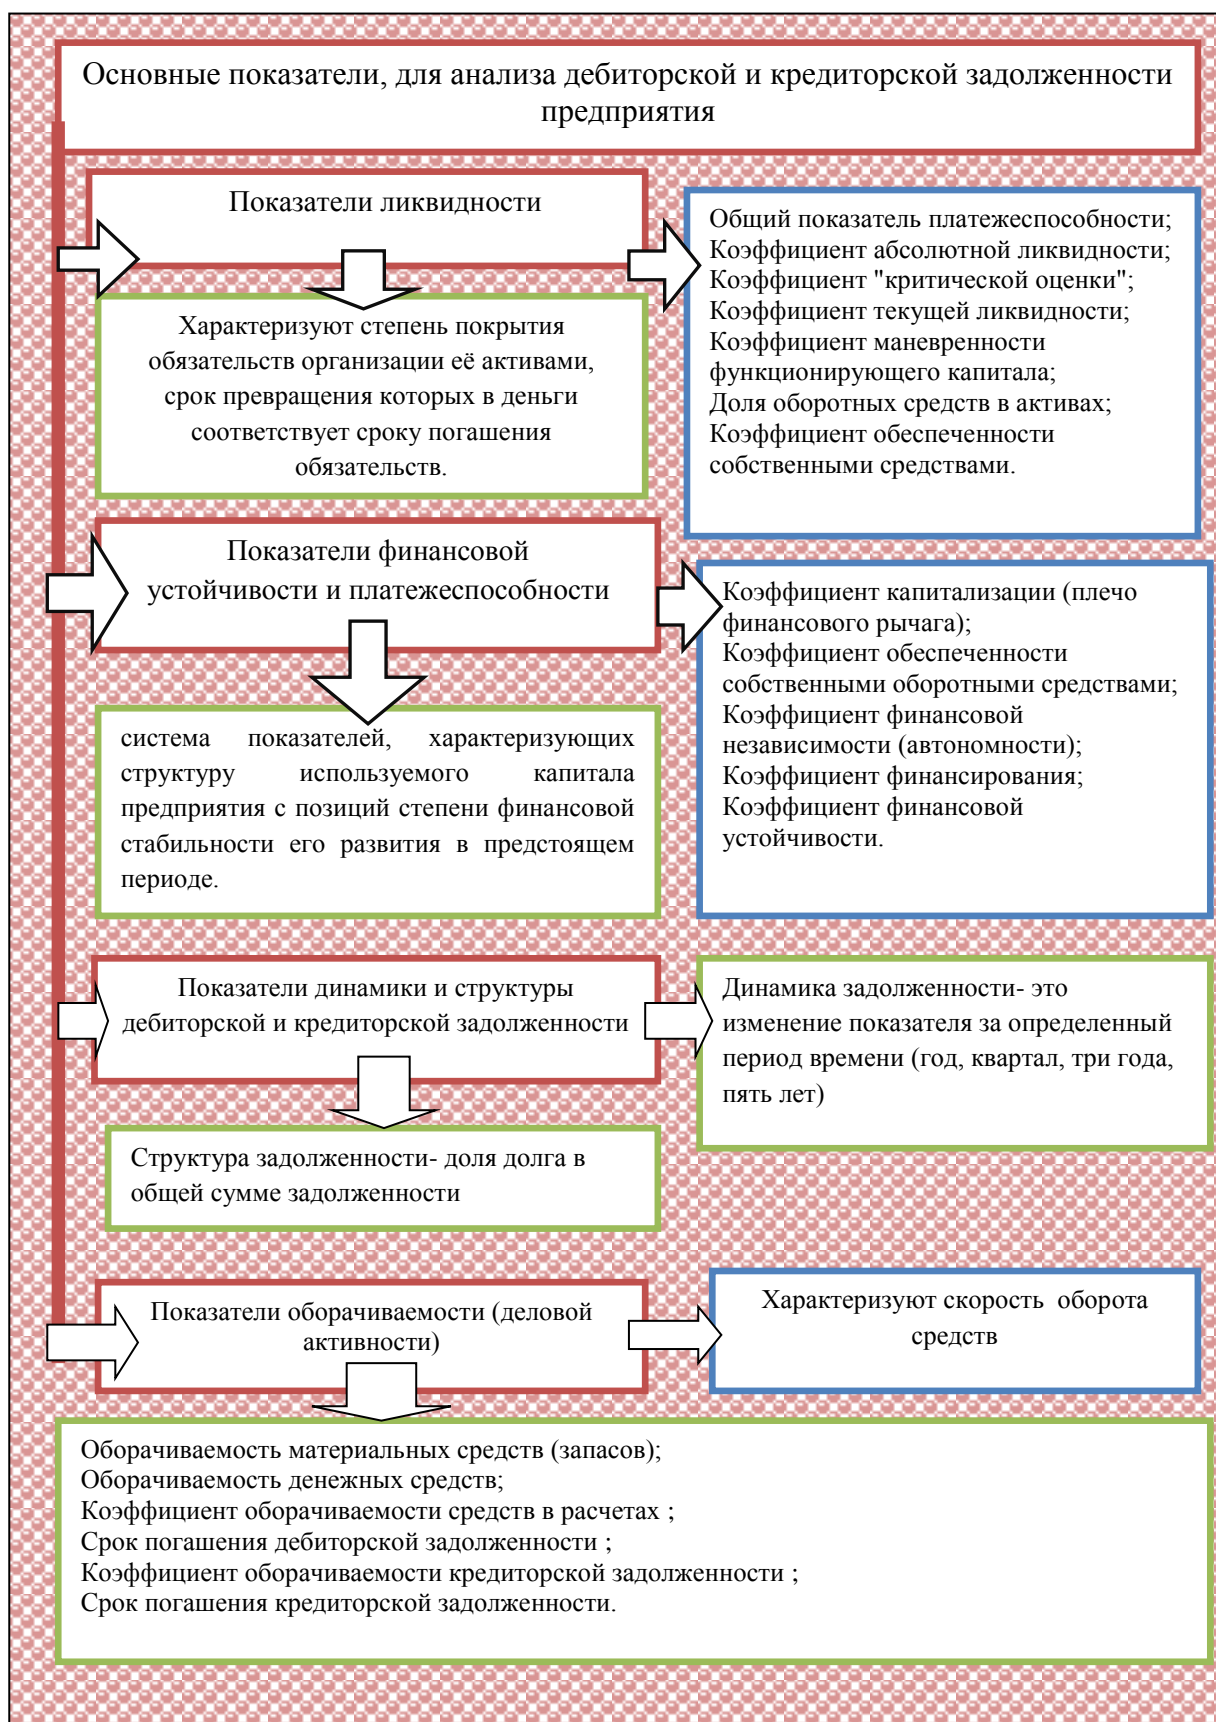 Основные показатели, для анализа дебиторской и кредиторской задолженности
предприятия
Показатели ликвидности
Общий показатель платежеспособности;
Коэффициент абсолютной ликвидности;
Коэффициент "критической оценки";
Коэффициент текущей ликвидности;
Коэффициент маневренности
функционирующего капитала;
Доля оборотных средств в активах;
Коэффициент обеспеченности
собственными средствами.
Характеризуют степень покрытия
обязательств организации её активами,
срок превращения которых в деньги
соответствует сроку погашения
обязательств.
Показатели финансовой
устойчивости и платежеспособности
Коэффициент капитализации (плечо
финансового рычага);
Коэффициент обеспеченности
собственными оборотными средствами;
Коэффициент финансовой
независимости (автономности);
Коэффициент финансирования;
Коэффициент финансовой
устойчивости.
система показателей, характеризующих
структуру используемого капитала
предприятия с позиций степени финансовой
стабильности его развития в предстоящем
периоде.
Показатели динамики и структуры
дебиторской и кредиторской задолженности
Динамика задолженности- это
изменение показателя за определенный
период времени (год, квартал, три года,
пять лет)
Структура задолженности- доля долга в
общей сумме задолженности
Показатели оборачиваемости (деловой
активности)
Характеризуют скорость оборота
средств
Оборачиваемость материальных средств (запасов);
Оборачиваемость денежных средств;
Коэффициент оборачиваемости средств в расчетах ;
Срок погашения дебиторской задолженности ;
Коэффициент оборачиваемости кредиторской задолженности ;
Срок погашения кредиторской задолженности.